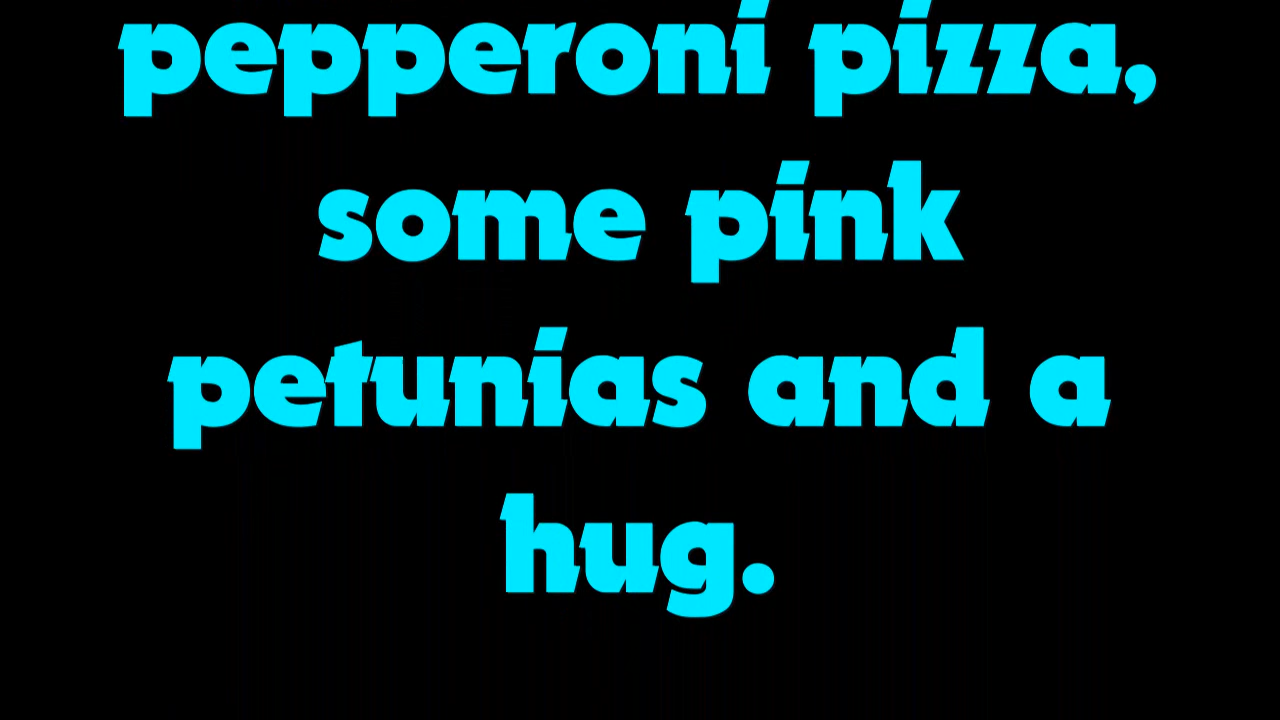 pepperoni pizza,
some pink
petunias and a
hug.